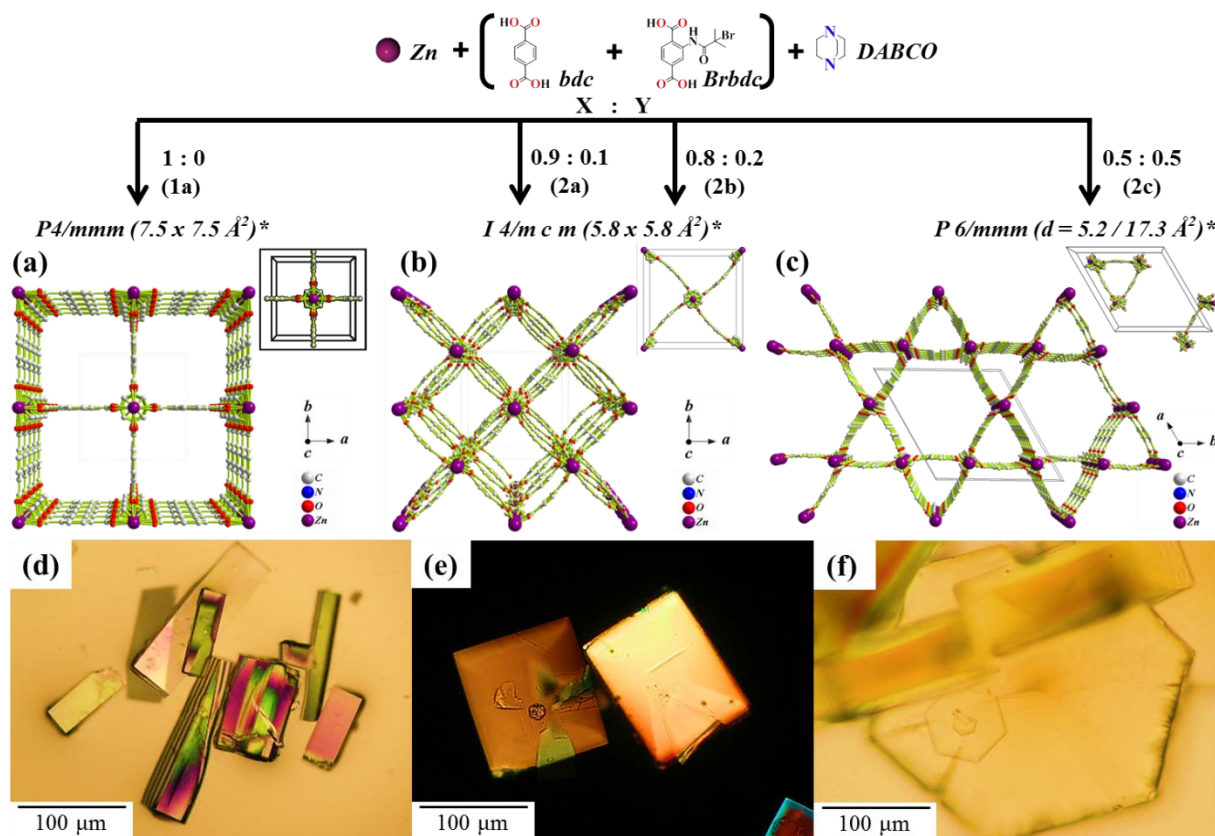 Zn + bdc + Brbdc + DABCO
HO O
O OH
HO O
O Br
N
H O
O OH
N
N
X : Y
1 : 0
(1a)
0.9 : 0.1
(2a)
0.8 : 0.2
(2b)
0.5 : 0.5
(2c)
P4/mmm (7.5 x 7.5 Å²)*
I 4/m c m (5.8 x 5.8 Å²)*
P 6/mmm (d = 5.2 / 17.3 Å²)*
(a)
b
a
c
C
N
O
Zn
(b)
b
a
c
C
N
O
Zn
(c)
a
b
c
C
N
O
Zn
(d)
100 µm
(e)
100 µm
(f)
100 µm